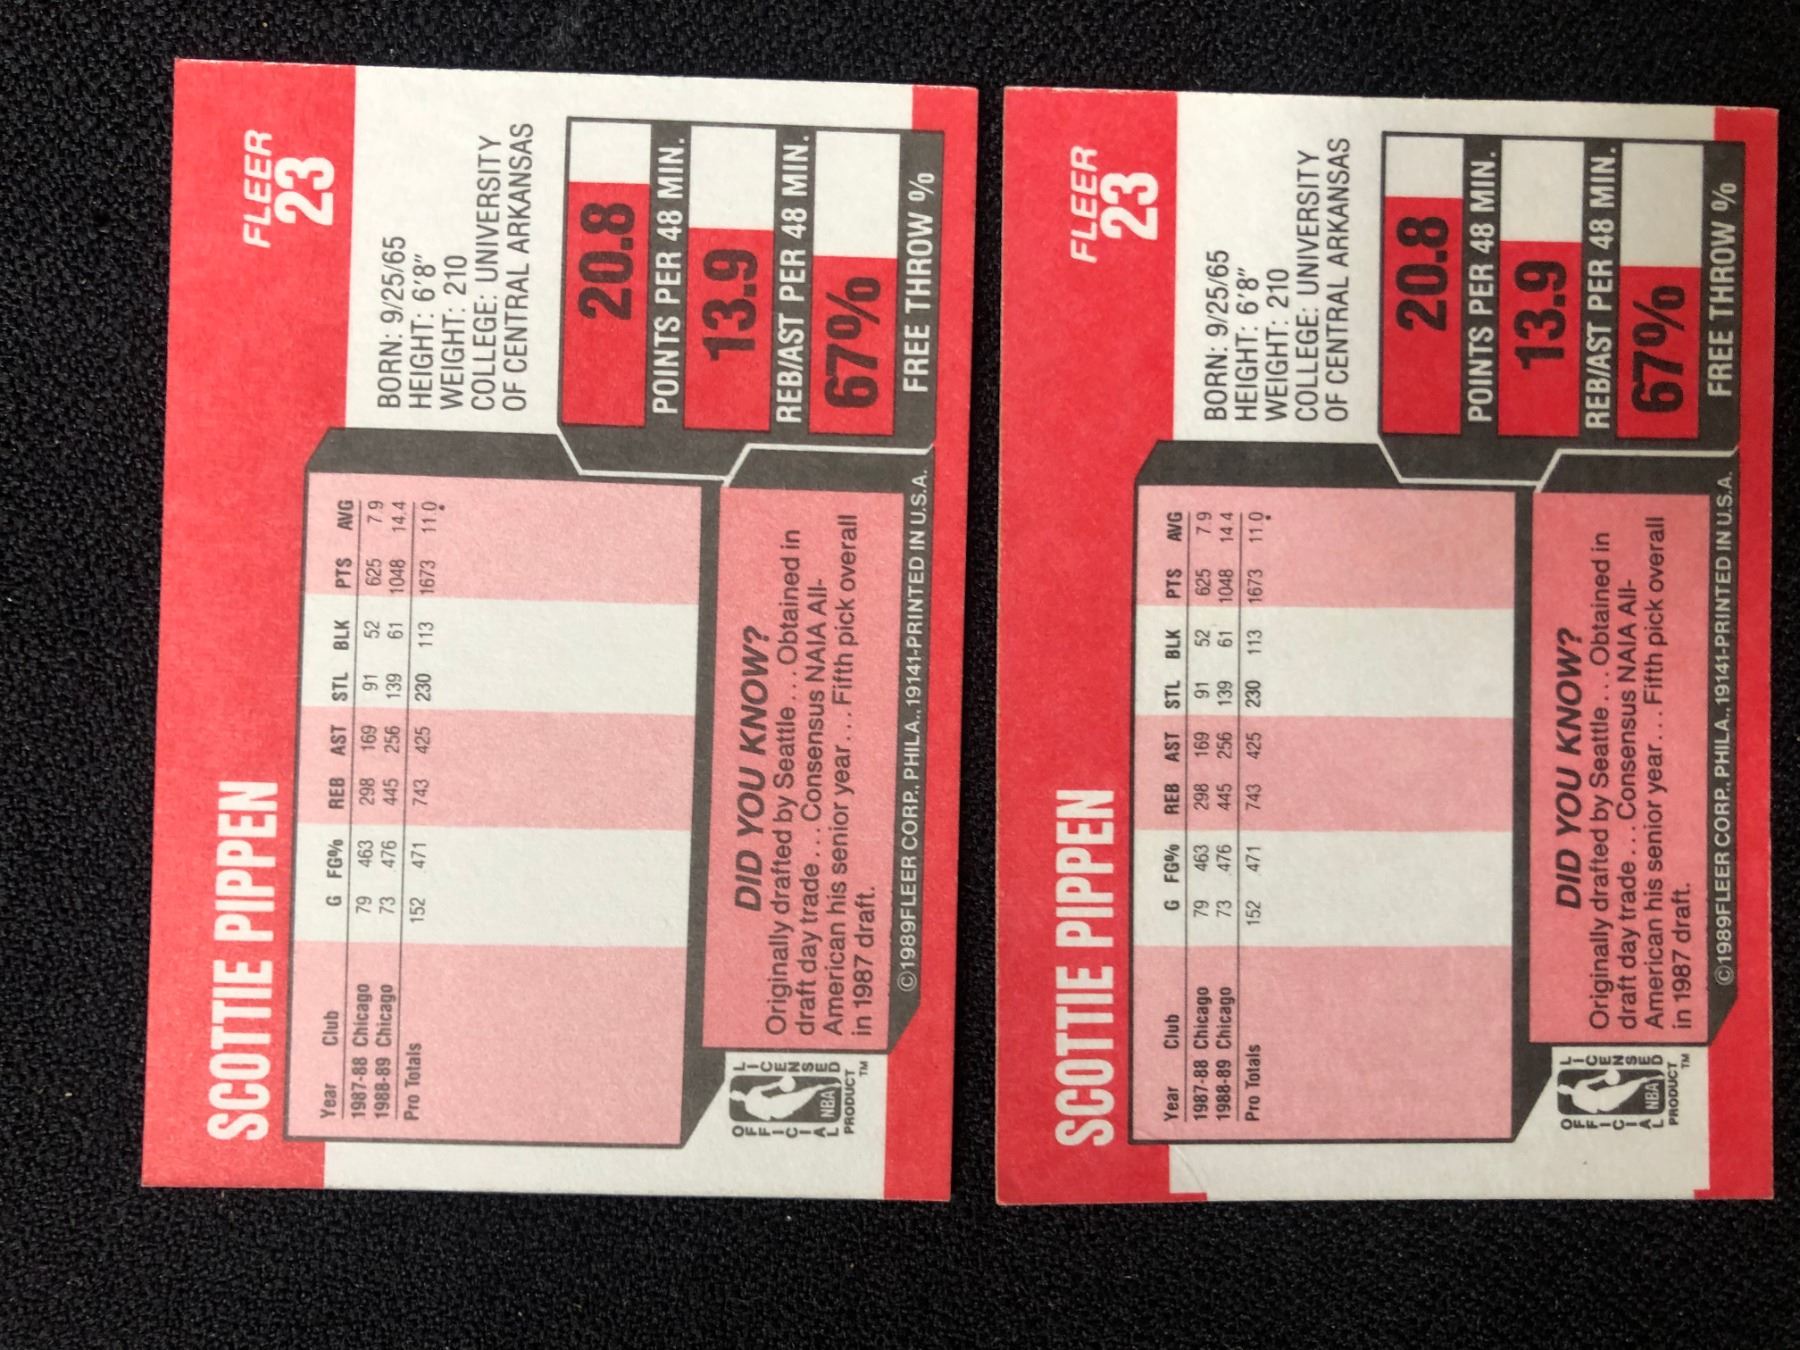 FLEER
23
SCOTTIE PIPPEN
BORN: 9/25/65
HEIGHT: 6'8"
WEIGHT: 210
COLLEGE: UNIVERSITY
OF CENTRAL ARKANSAS
Year Club G FG% REB AST STL BLK PTS AVG
1987-88 Chicago 79 .463 298 169 91 52 625 7.9
1988-89 Chicago 73 .476 445 256 139 61 1048 14.4
Pro Totals 152 .471 743 425 230 113 1673 11.0
20.8
POINTS PER 48 MIN.
13.9
REB/AST PER 48 MIN.
67%
FREE THROW %
DID YOU KNOW?
Originally drafted by Seattle... Obtained in
draft day trade... Consensus NAIA All-
American his senior year... Fifth pick overall
in 1987 draft.
OFFICIAL LICENSED
NBA
PRODUCT TM
©1989FLEER CORP., PHILA., 19141-PRINTED IN U.S.A.
FLEER
23
SCOTTIE PIPPEN
BORN: 9/25/65
HEIGHT: 6'8"
WEIGHT: 210
COLLEGE: UNIVERSITY
OF CENTRAL ARKANSAS
Year Club G FG% REB AST STL BLK PTS AVG
1987-88 Chicago 79 .463 298 169 91 52 625 7.9
1988-89 Chicago 73 .476 445 256 139 61 1048 14.4
Pro Totals 152 .471 743 425 230 113 1673 11.0
20.8
POINTS PER 48 MIN.
13.9
REB/AST PER 48 MIN.
67%
FREE THROW %
DID YOU KNOW?
Originally drafted by Seattle... Obtained in
draft day trade... Consensus NAIA All-
American his senior year... Fifth pick overall
in 1987 draft.
OFFICIAL LICENSED
NBA
PRODUCT TM
©1989FLEER CORP., PHILA., 19141-PRINTED IN U.S.A.